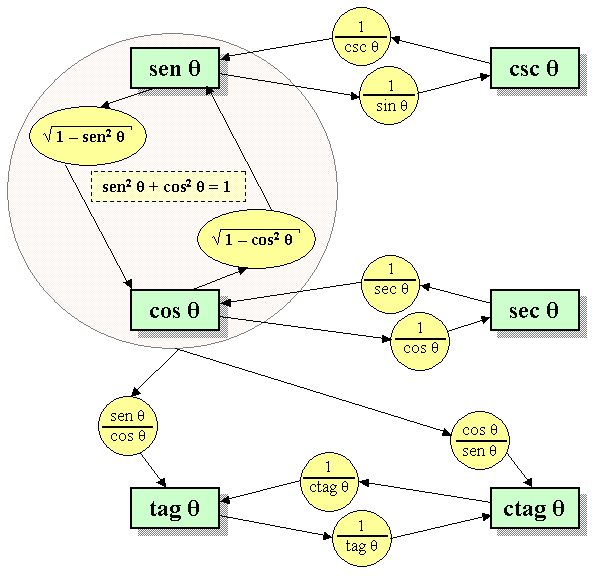 1
csc θ
sen θ
csc θ
1
sin θ
√1 – sen² θ
sen² θ + cos² θ = 1
√1 – cos² θ
1
sec θ
cos θ
sec θ
1
cos θ
sen θ
cos θ
cos θ
sen θ
1
ctag θ
tag θ
ctag θ
1
tag θ